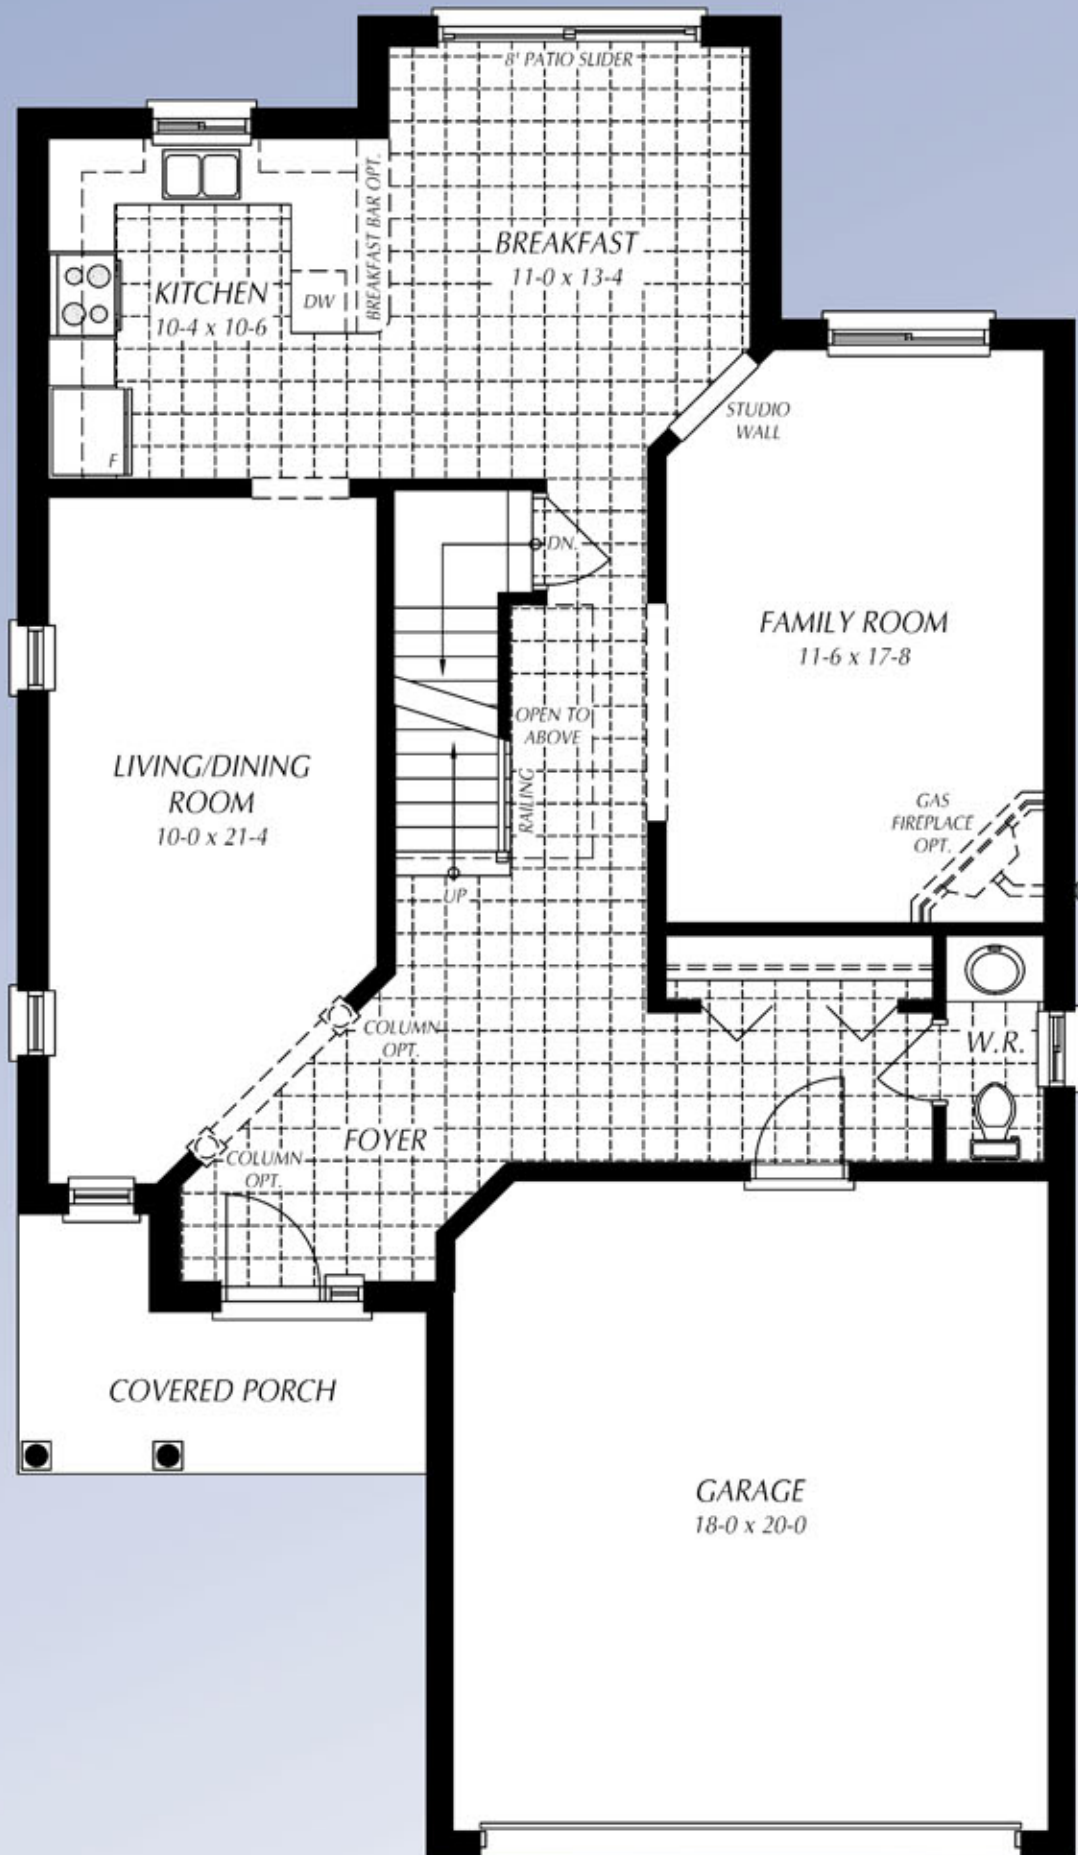 8' PATIO SLIDER
BREAKFAST BAR OPT.
BREAKFAST
11-0 x 13-4
KITCHEN
10-4 x 10-6
DW
STUDIO
WALL
F
DN.
FAMILY ROOM
11-6 x 17-8
OPEN TO
ABOVE
RAILING
LIVING/DINING
ROOM
10-0 x 21-4
GAS
FIREPLACE
OPT.
UP
COLUMN
OPT.
W.R.
FOYER
COLUMN
OPT.
COVERED PORCH
GARAGE
18-0 x 20-0